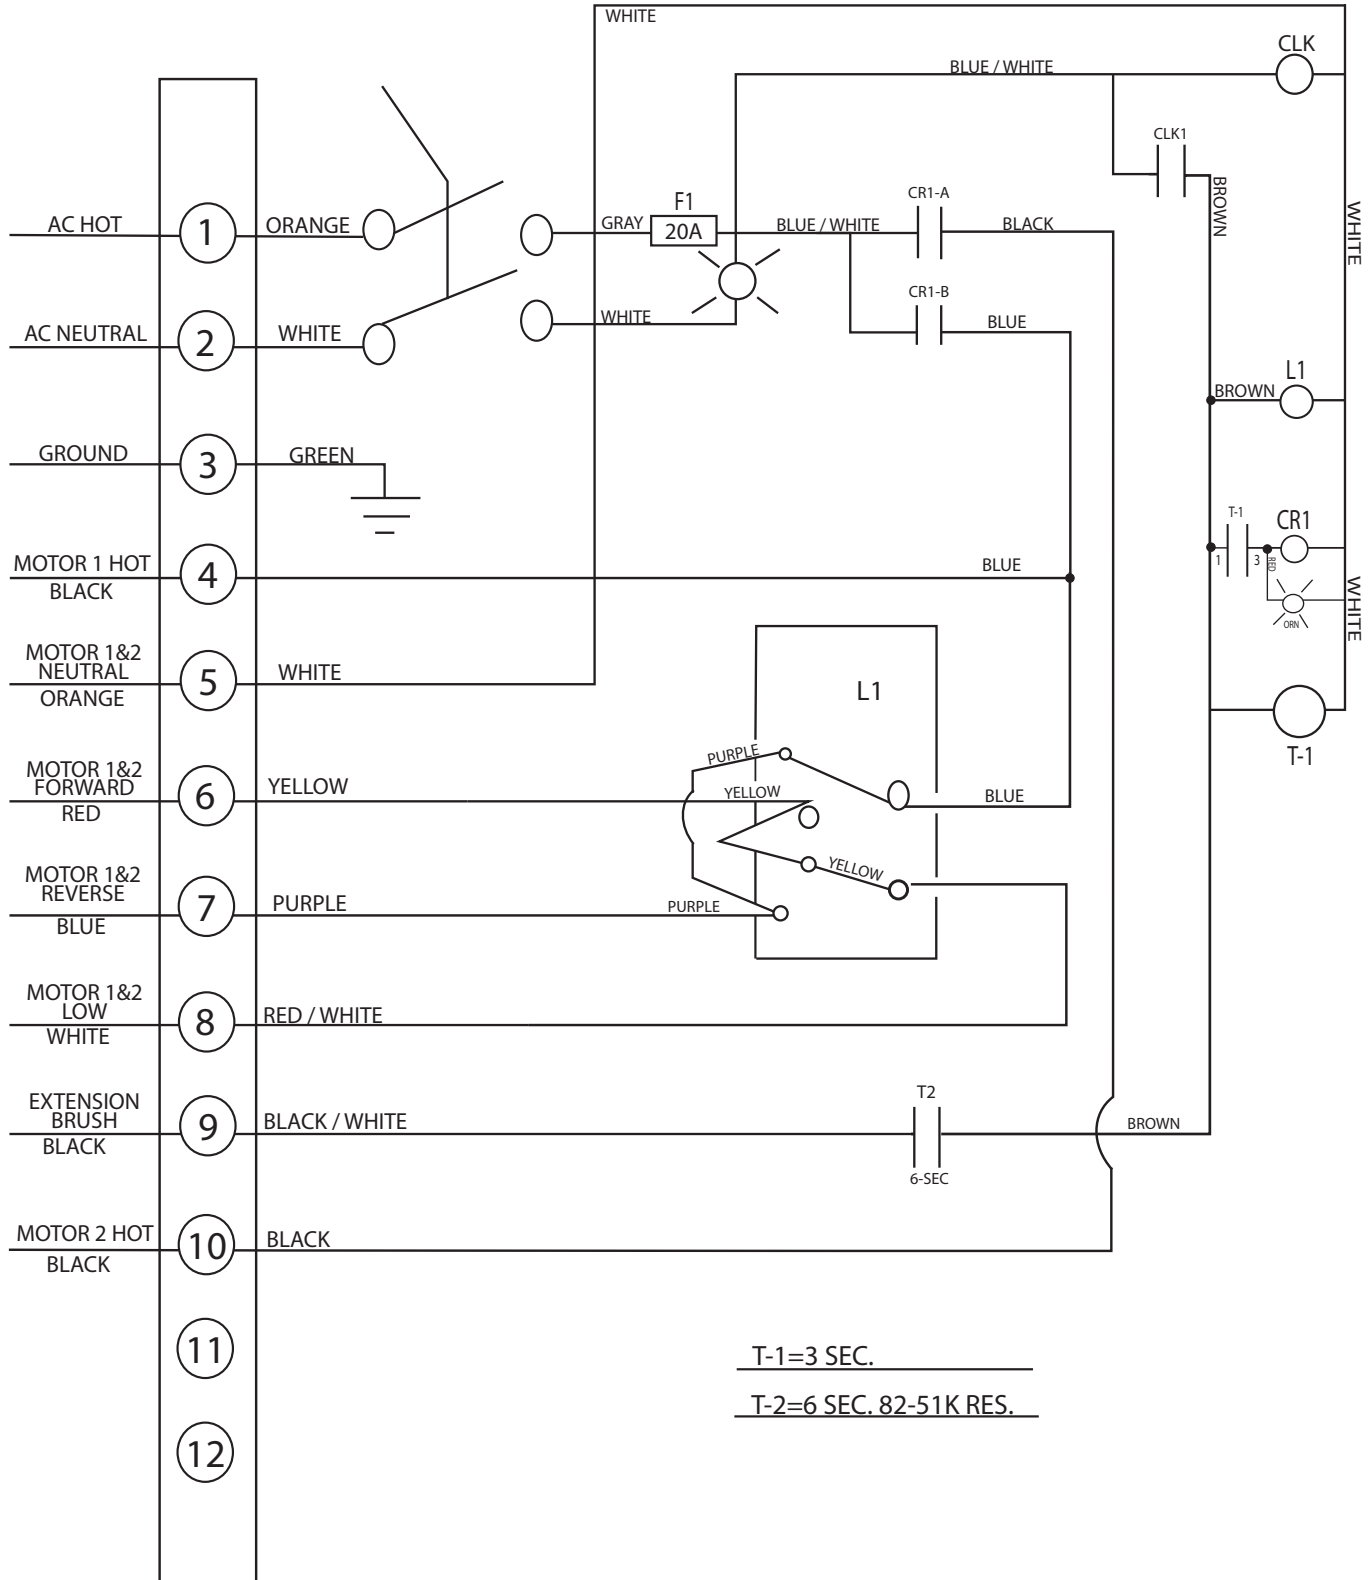 WHITE
CLK
BLUE / WHITE
CLK1
BROWN
WHITE
CR1-A
F1
AC HOT
1
ORANGE
GRAY
20A
BLUE / WHITE
BLACK
CR1-B
WHITE
BLUE
AC NEUTRAL
2
WHITE
L1
BROWN
GROUND
3
GREEN
T-1
CR1
1
3
RED
ORN
WHITE
MOTOR 1 HOT
4
BLUE
BLACK
MOTOR 1&2
NEUTRAL
5
WHITE
ORANGE
L1
T-1
PURPLE
MOTOR 1&2
FORWARD
6
YELLOW
YELLOW
BLUE
RED
YELLOW
MOTOR 1&2
REVERSE
7
PURPLE
PURPLE
BLUE
MOTOR 1&2
LOW
8
RED / WHITE
WHITE
T2
EXTENSION
BRUSH
9
BLACK / WHITE
BROWN
BLACK
6-SEC
MOTOR 2 HOT
10
BLACK
BLACK
11
T-1=3 SEC.
T-2=6 SEC. 82-51K RES.
12